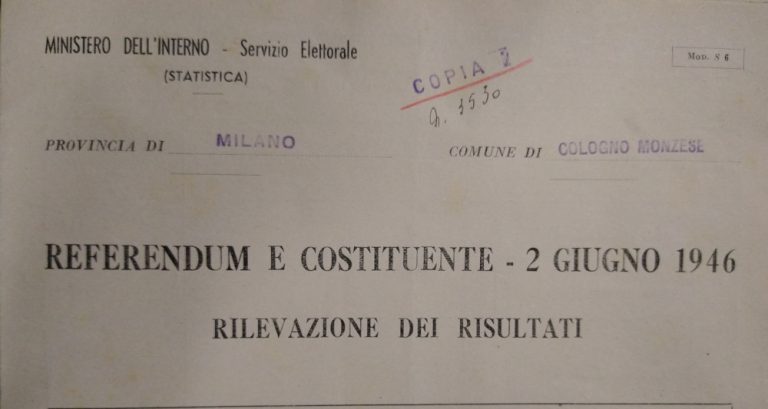 MINISTERO DELL'INTERNO - Servizio Elettorale
(STATISTICA)
COPIA
Mod. S 6
h. 1530
PROVINCIA DI MILANO
COMUNE DI COLOGNO MONZESE
REFERENDUM E COSTITUENTE - 2 GIUGNO 1946
RILEVAZIONE DEI RISULTATI